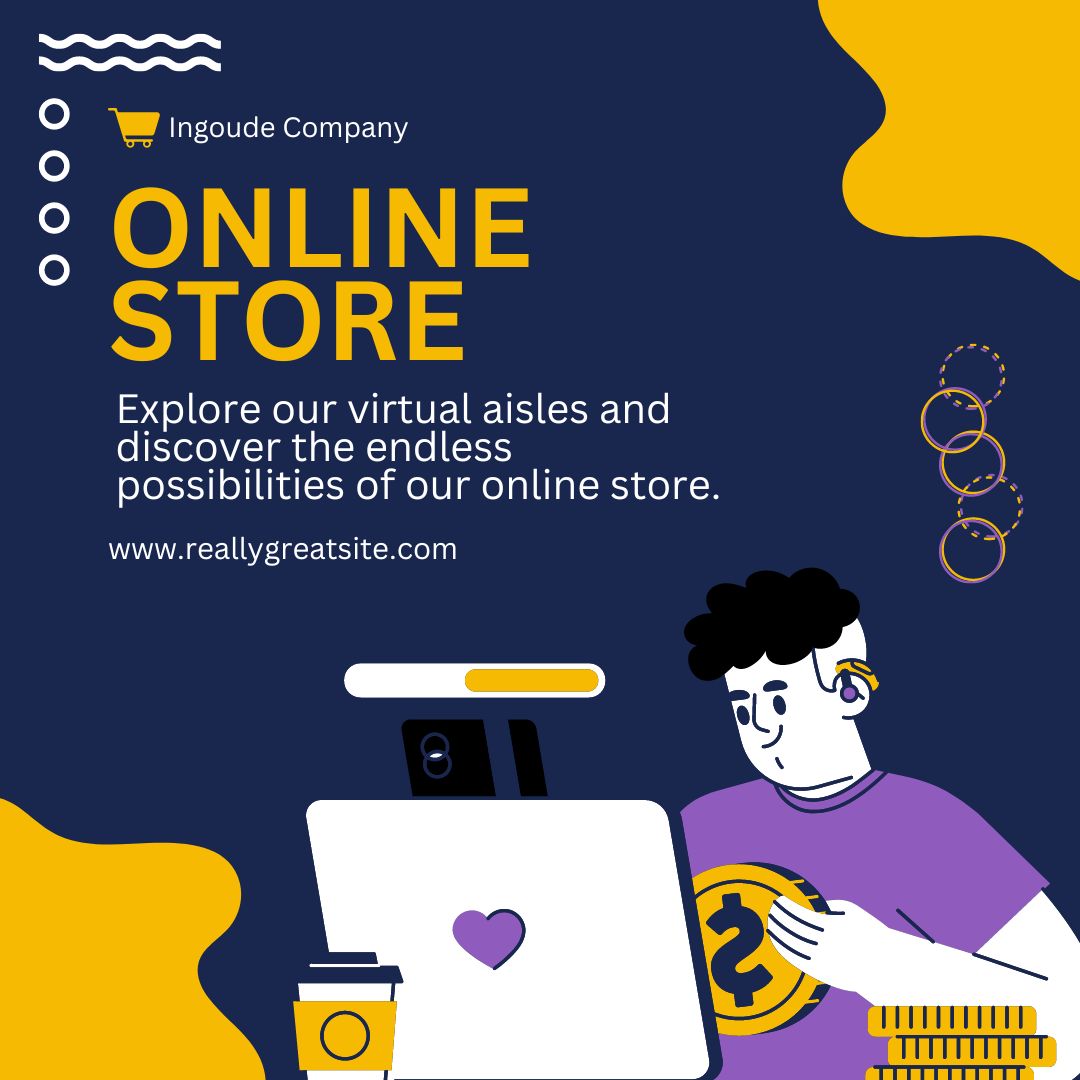 Ingoude Company
ONLINE
STORE
Explore our virtual aisles and
discover the endless
possibilities of our online store.
www.reallygreatsite.com